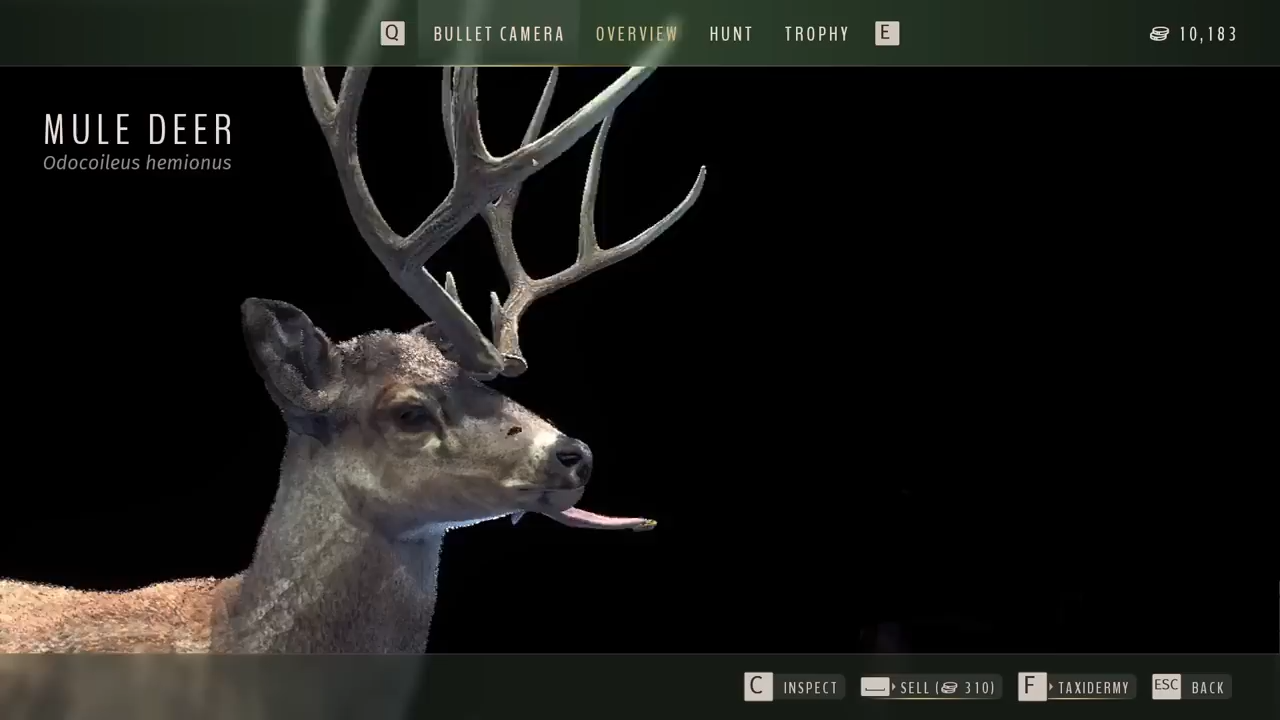 Q BULLET CAMERA OVERVIEW HUNT TROPHY E 10,183
MULE DEER
Odocoileus hemionus
C INSPECT SELL ( 310) F TAXIDERMY ESC BACK